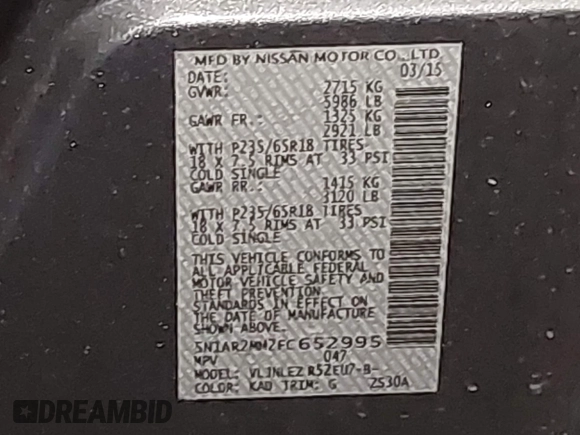 MFD BY NISSAN MOTOR CO.,LTD.
DATE: 03/15
GVWR: 2715 KG
5986 LB
GAWR FR.: 1325 KG
2921 LB
WITH P235/65R18 TIRES
18 X 7.5 RIMS AT 33 PSI
COLD SINGLE
GAWR RR.: 1415 KG
3120 LB
WITH P235/65R18 TIRES
18 X 7.5 RIMS AT 33 PSI
COLD SINGLE
THIS VEHICLE CONFORMS TO
ALL APPLICABLE FEDERAL
MOTOR VEHICLE SAFETY AND
THEFT PREVENTION
STANDARDS IN EFFECT ON
THE DATE OF MANUFACTURE
SHOWN ABOVE.
5N1AR2MM2FC652995
MPV 047
MODEL: VLJNLEZ R52EU7-B-
COLOR: KAD TRIM: G 2530A
DREAMBID